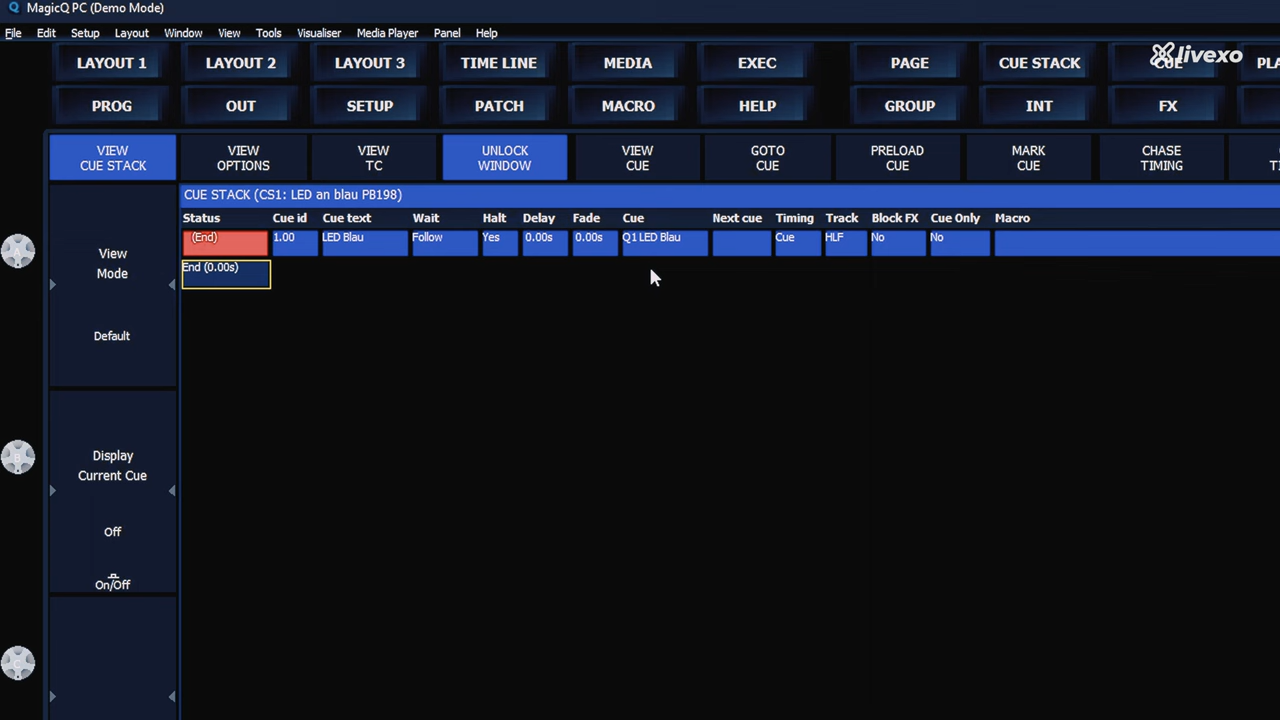 MagicQ PC (Demo Mode)
File Edit Setup Layout Window View Tools Visualiser Media Player Panel Help
LAYOUT 1 LAYOUT 2 LAYOUT 3 TIME LINE MEDIA EXEC PAGE CUE STACK CUE
livexo
PROG OUT SETUP PATCH MACRO HELP GROUP INT FX
VIEW CUE STACK
VIEW OPTIONS
VIEW TC
UNLOCK WINDOW
VIEW CUE
GOTO CUE
PRELOAD CUE
MARK CUE
CHASE TIMING
CUE STACK (CS1: LED an blau PB198)
Status Cue id Cue text Wait Halt Delay Fade Cue Next cue Timing Track Block FX Cue Only Macro
(End) 1.00 LED Blau Follow Yes 0.00s 0.00s Q1 LED Blau Cue HLF No No
End (0.00s)
A
View
Mode
Default
B
Display
Current Cue
Off
On/Off
C